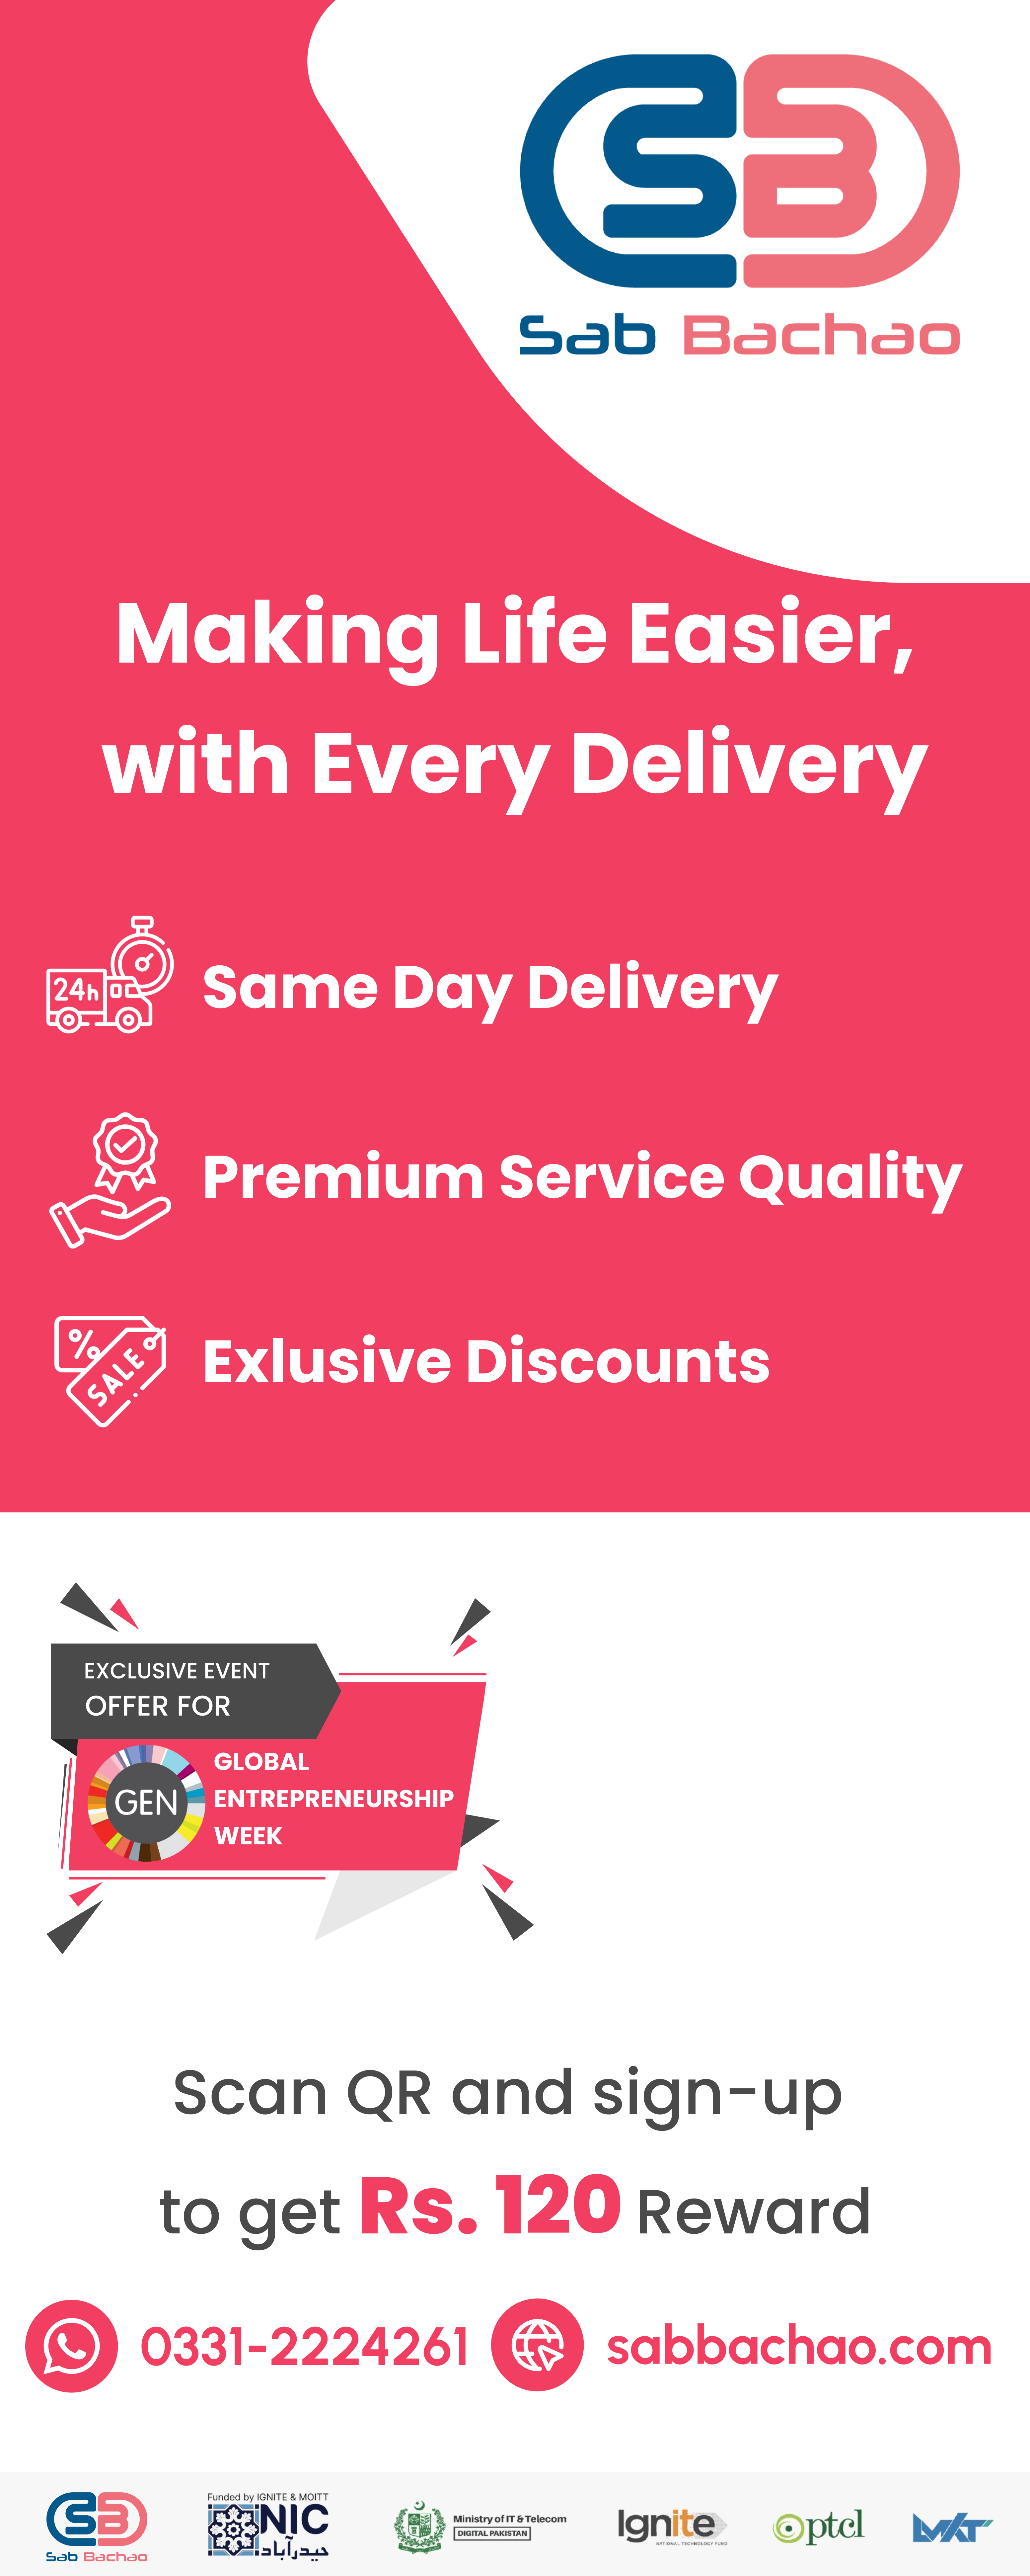 SB
Sab Bachao
Making Life Easier,
with Every Delivery
24h
Same Day Delivery
Premium Service Quality
%
SALE
Exlusive Discounts
EXCLUSIVE EVENT
OFFER FOR
GEN
GLOBAL
ENTREPRENEURSHIP
WEEK
Scan QR and sign-up
to get Rs. 120 Reward
0331-2224261
sabbachao.com
SB
Sab Bachao
Funded by IGNITE & MOITT
NIC
حیدرآباد
Ministry of IT & Telecom
DIGITAL PAKISTAN
Ignite
NATIONAL TECHNOLOGY FUND
ptcl